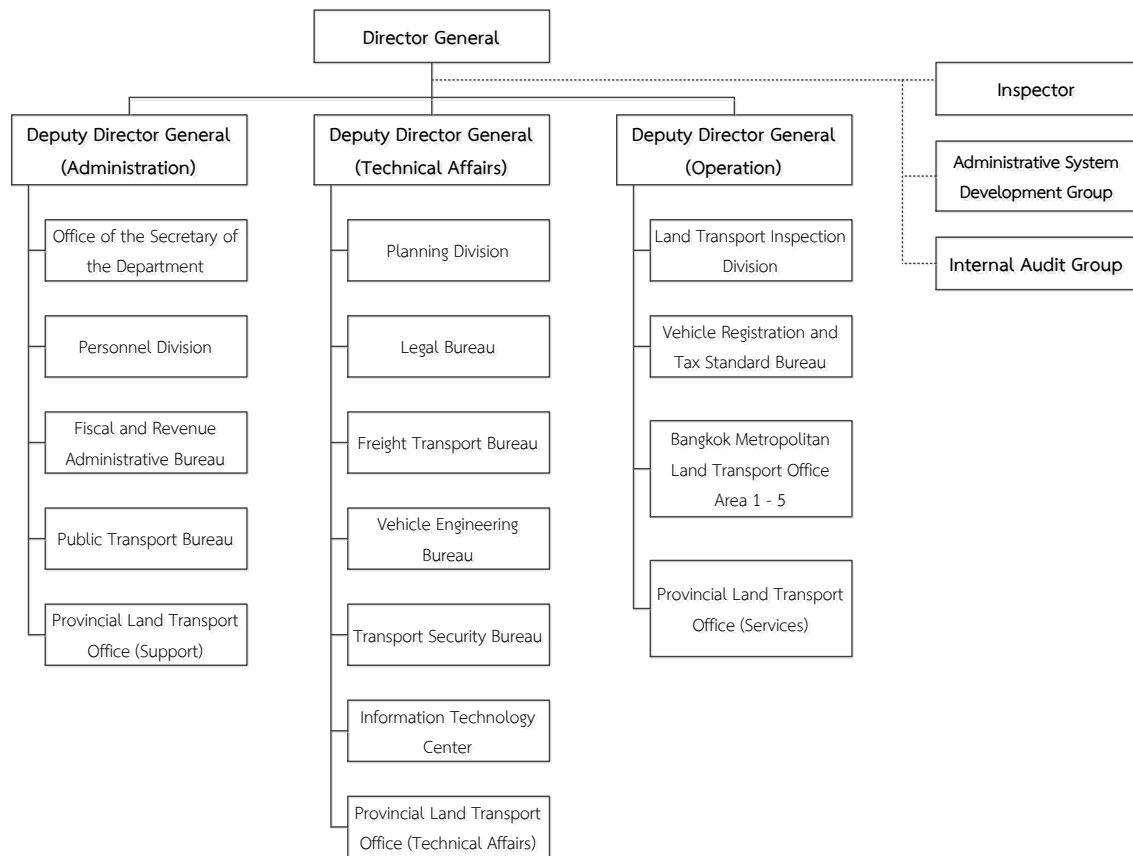 Director General
Inspector
Administrative System
Development Group
Internal Audit Group
Deputy Director General
(Administration)
Office of the Secretary of
the Department
Personnel Division
Fiscal and Revenue
Administrative Bureau
Public Transport Bureau
Provincial Land Transport
Office (Support)
Deputy Director General
(Technical Affairs)
Planning Division
Legal Bureau
Freight Transport Bureau
Vehicle Engineering
Bureau
Transport Security Bureau
Information Technology
Center
Provincial Land Transport
Office (Technical Affairs)
Deputy Director General
(Operation)
Land Transport Inspection
Division
Vehicle Registration and
Tax Standard Bureau
Bangkok Metropolitan
Land Transport Office
Area 1 - 5
Provincial Land Transport
Office (Services)